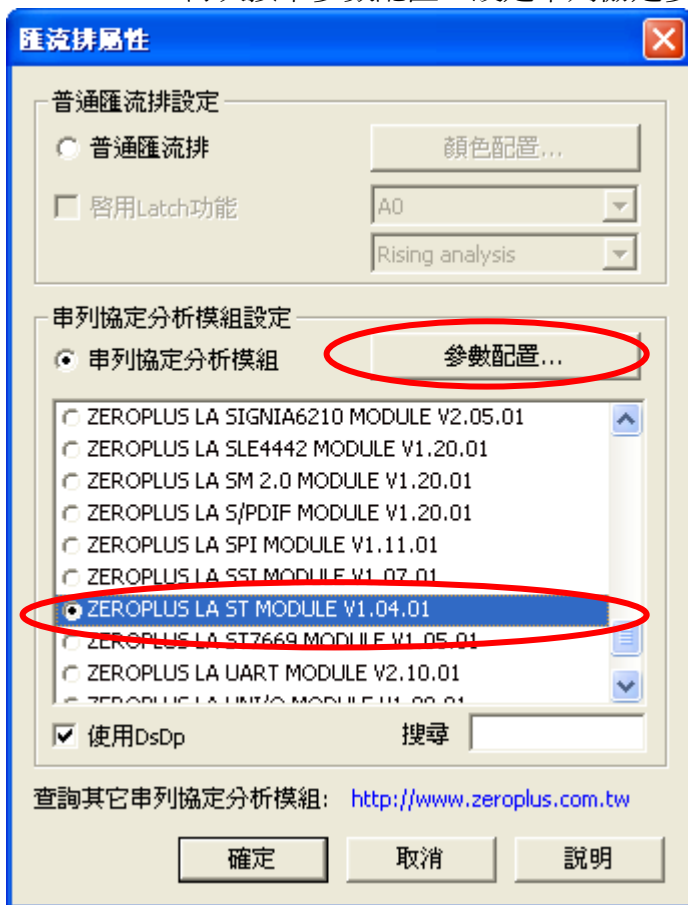 匯流排屬性
普通匯流排設定
普通匯流排
顏色配置...
啓用Latch功能
A0
Rising analysis
串列協定分析模組設定
串列協定分析模組
參數配置...
ZEROPLUS LA SIGNIA6210 MODULE V2.05.01
ZEROPLUS LA SLE4442 MODULE V1.20.01
ZEROPLUS LA SM 2.0 MODULE V1.20.01
ZEROPLUS LA S/PDIF MODULE V1.20.01
ZEROPLUS LA SPI MODULE V1.11.01
ZEROPLUS LA SSI MODULE V1.07.01
ZEROPLUS LA ST MODULE V1.04.01
ZEROPLUS LA ST7669 MODULE V1.05.01
ZEROPLUS LA UART MODULE V2.10.01
ZEROPLUS LA UNI/O MODULE
使用DsDp
搜尋
查詢其它串列協定分析模組: http://www.zeroplus.com.tw
確定
取消
說明